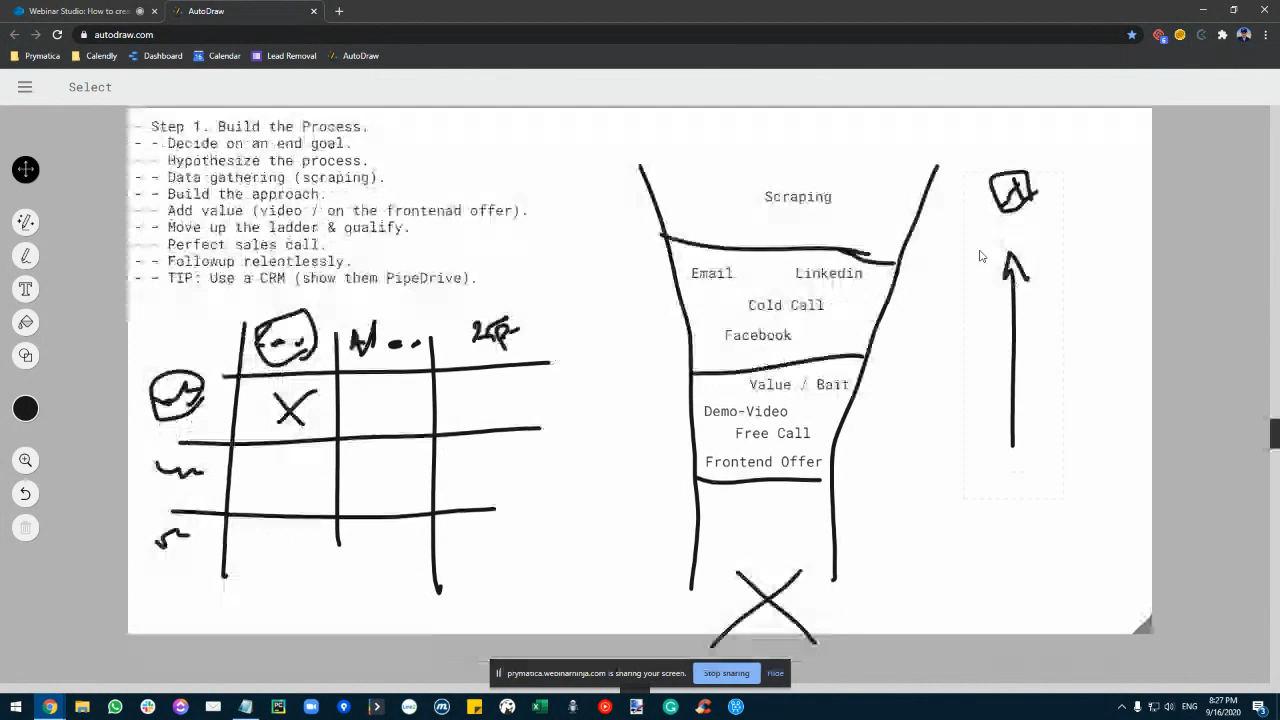 Webinar Studio: How to crea
AutoDraw
autodraw.com
Prymatica
Calendly
Dashboard
Calendar
Lead Removal
AutoDraw
Select
- Step 1. Build the Process.
- - Decide on an end goal.
- - Hypothesize the process.
- - Data gathering (scraping).
- - Build the approach.
- - Add value (video / on the frontenad offer).
- - Move up the ladder & qualify.
- - Perfect sales call.
- - Followup relentlessly.
- - TIP: Use a CRM (show them PipeDrive).
Scraping
Email Linkedin
Cold Call
Facebook
Value / Bait
Demo-Video
Free Call
Frontend Offer
prymatica.webinarninja.com is sharing your screen.
Stop sharing
Hide
8:27 PM
9/16/2020